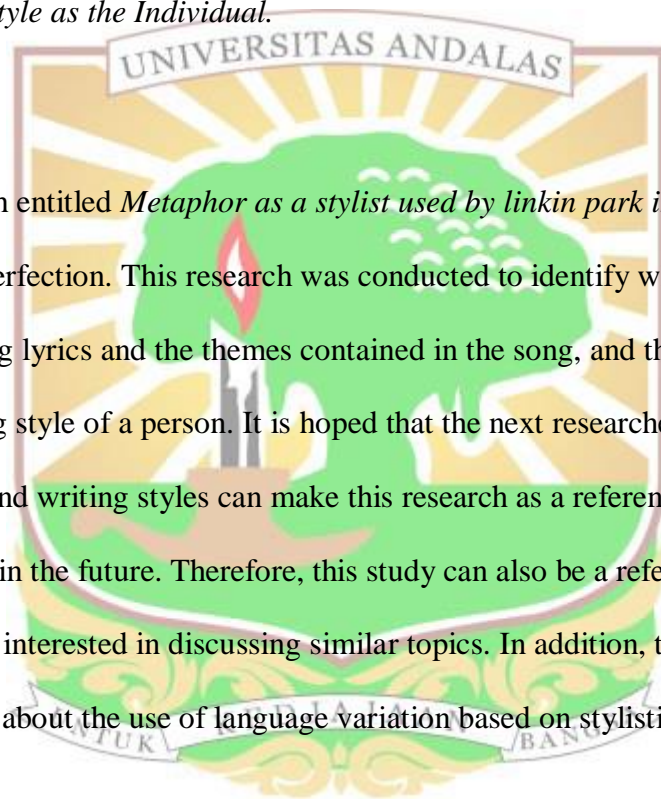 tyle as the Individual.
UNIVERSITAS ANDALAS
n entitled Metaphor as a stylist used by linkin park i
erfection. This research was conducted to identify w
g lyrics and the themes contained in the song, and th
g style of a person. It is hoped that the next researche
nd writing styles can make this research as a referen
in the future. Therefore, this study can also be a refe
interested in discussing similar topics. In addition, t
about the use of language variation based on stylisti
UNTUK KEDJAJAAN BANG